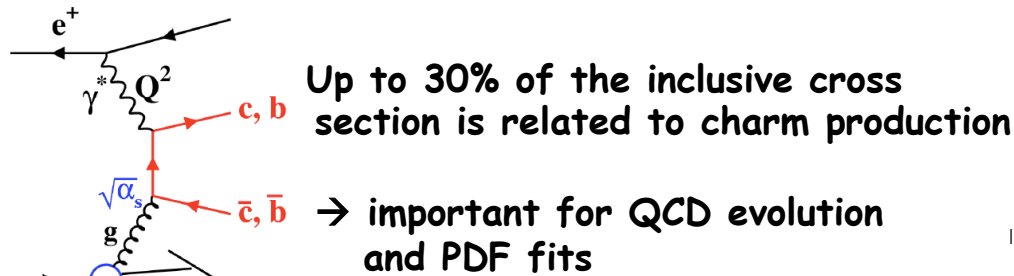 e⁺
γ* Q²
c, b
√αₛ
c̄, b̄
g
Up to 30% of the inclusive cross
section is related to charm production
→ important for QCD evolution
and PDF fits